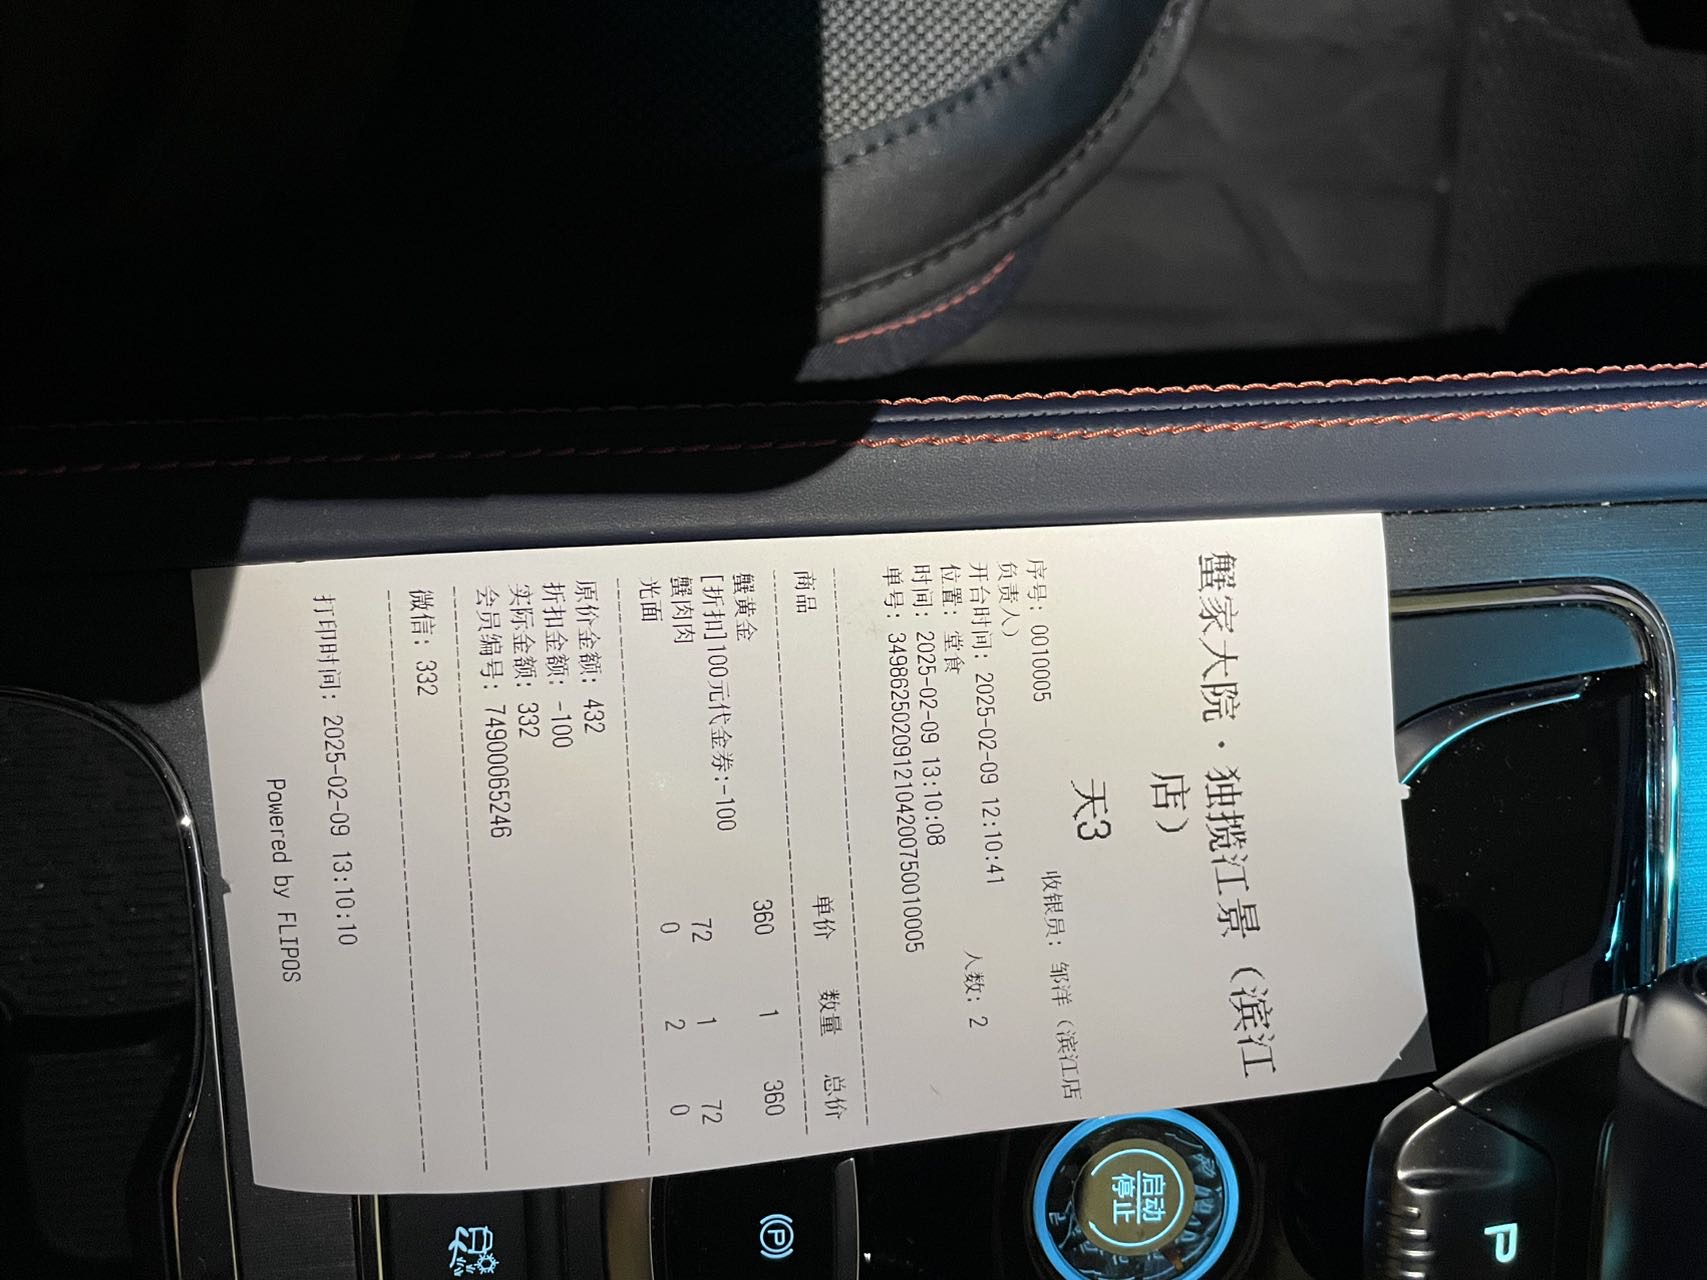 蟹家大院·独揽江景（滨江
店）
天3
序号: 0010005 收银员: 邹洋（滨江店
负责人）
开台时间: 2025-02-09 12:10:41
位置: 堂食 人数: 2
时间: 2025-02-09 13:10:08
单号: 3498625020912104200750010005
商品 单价 数量 总价
蟹黄金 360 1 360
[折扣]100元代金券:-100
蟹肉肉 72 1 72
光面 0 2 0
原价金额: 432
折扣金额: -100
实际金额: 332
会员编号: 7490006​5246
微信: 332
打印时间: 2025-02-09 13:10:10
Powered by FLIPOS
启动
停止
P
P